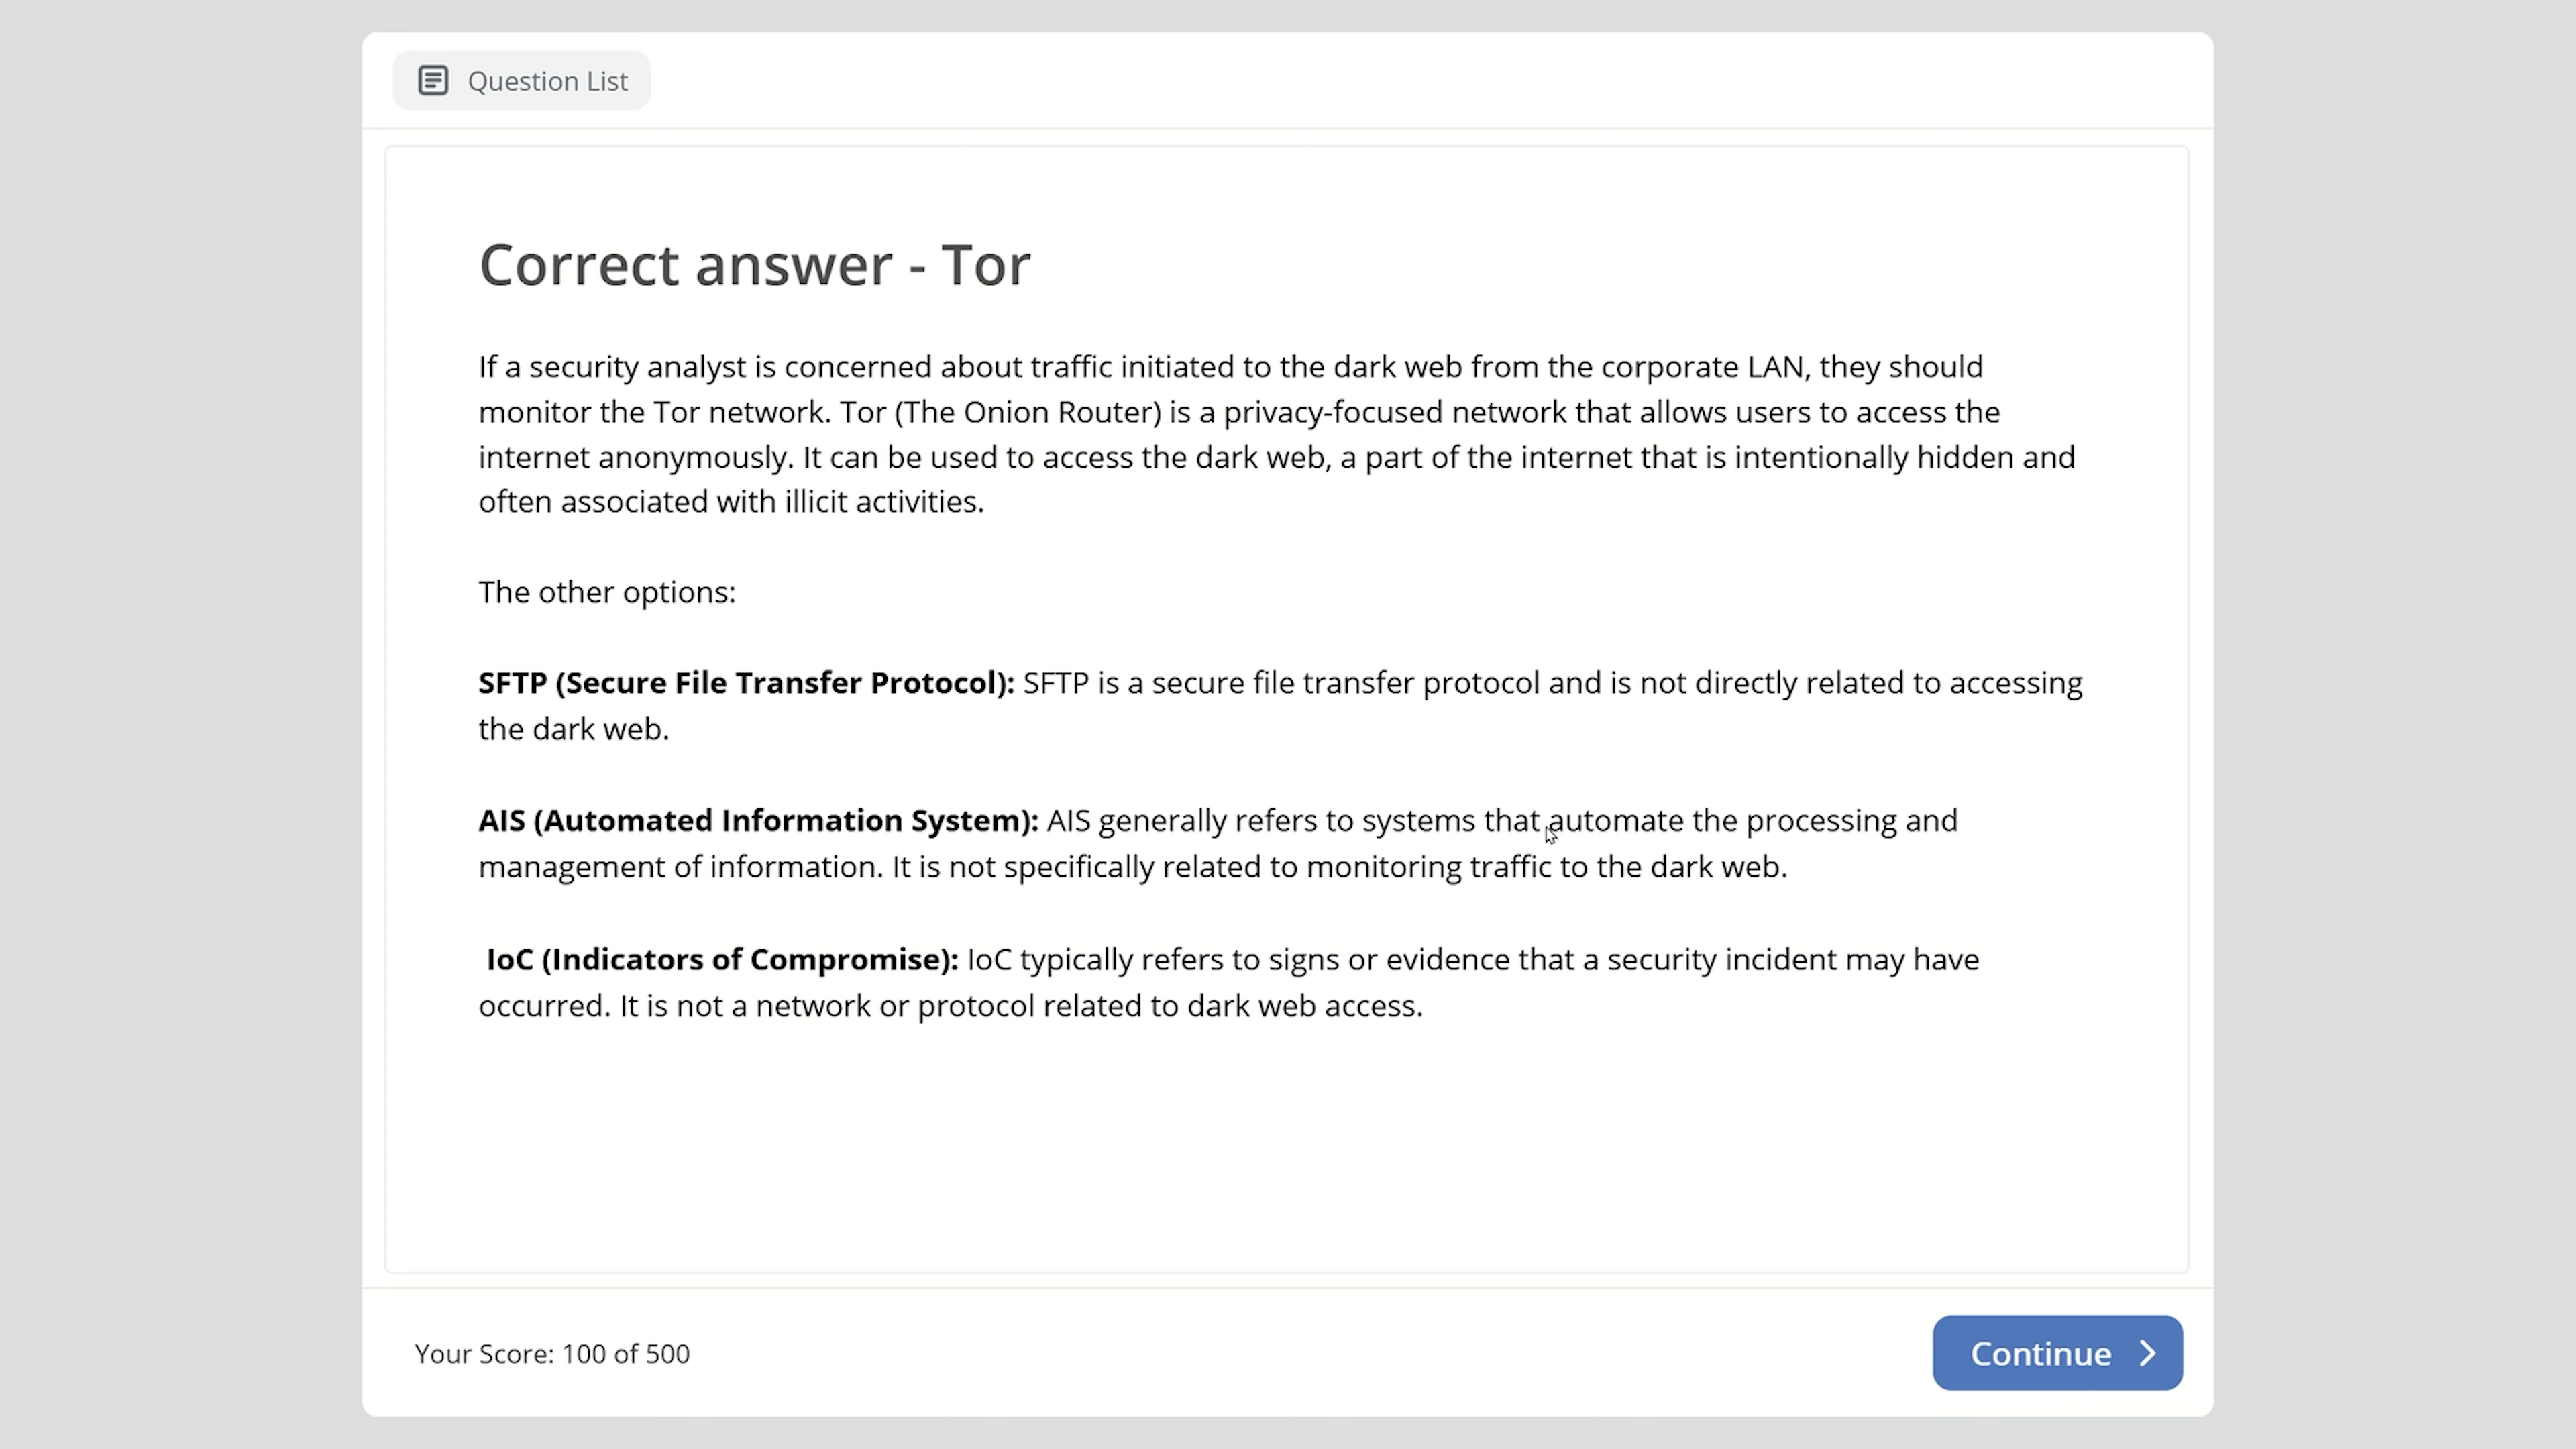 Question List
Correct answer - Tor
If a security analyst is concerned about traffic initiated to the dark web from the corporate LAN, they should
monitor the Tor network. Tor (The Onion Router) is a privacy-focused network that allows users to access the
internet anonymously. It can be used to access the dark web, a part of the internet that is intentionally hidden and
often associated with illicit activities.
The other options:
SFTP (Secure File Transfer Protocol): SFTP is a secure file transfer protocol and is not directly related to accessing
the dark web.
AIS (Automated Information System): AIS generally refers to systems that automate the processing and
management of information. It is not specifically related to monitoring traffic to the dark web.
IoC (Indicators of Compromise): IoC typically refers to signs or evidence that a security incident may have
occurred. It is not a network or protocol related to dark web access.
Your Score: 100 of 500
Continue